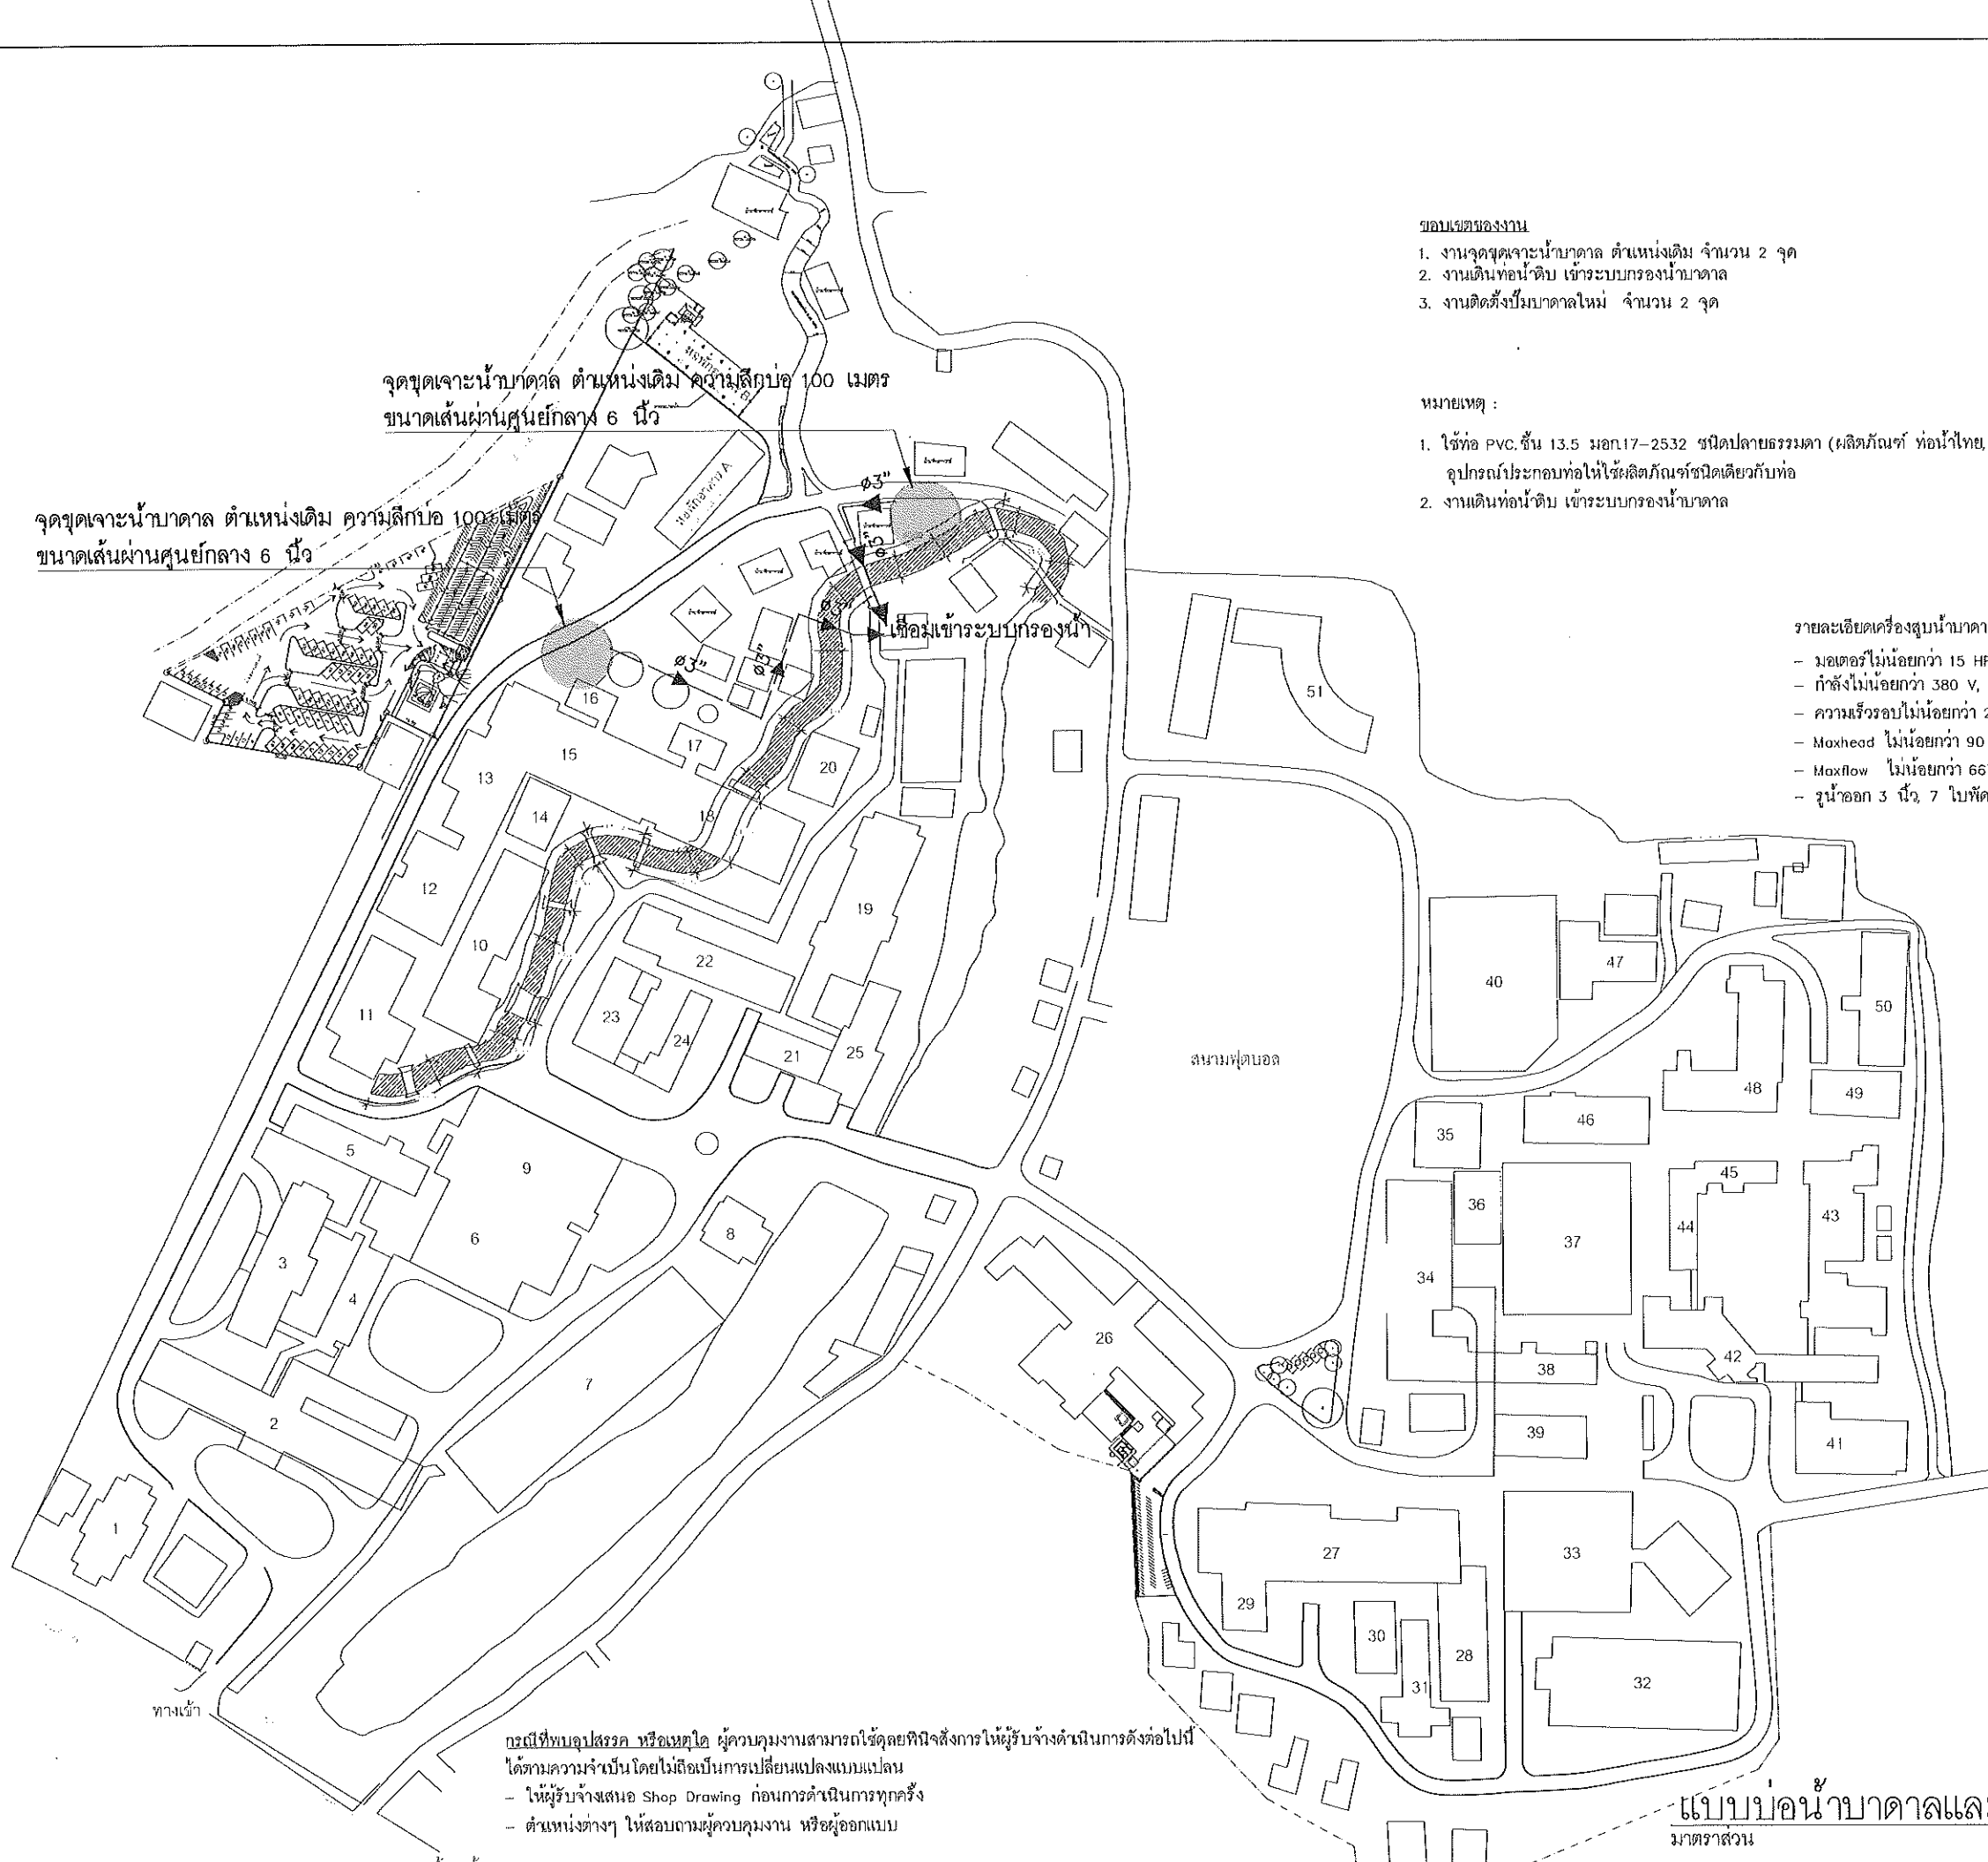 ขอบเขตของงาน
1. งานจุดขุดเจาะน้ำบาดาล ตำแหน่งเดิม จำนวน 2 จุด
2. งานเดินท่อน้ำดิบ เข้าระบบกรองน้ำบาดาล
3. งานติดตั้งปั๊มบาดาลใหม่ จำนวน 2 จุด
หมายเหตุ :
1. ใช้ท่อ PVC. ชั้น 13.5 มอก.17-2532 ชนิดปลายธรรมดา (ผลิตภัณฑ์ ท่อน้ำไทย,
อุปกรณ์ประกอบท่อให้ใช้ผลิตภัณฑ์ชนิดเดียวกับท่อ
2. งานเดินท่อน้ำดิบ เข้าระบบกรองน้ำบาดาล
จุดขุดเจาะน้ำบาดาล ตำแหน่งเดิม ความลึกบ่อ 100 เมตร
ขนาดเส้นผ่านศูนย์กลาง 6 นิ้ว
จุดขุดเจาะน้ำบาดาล ตำแหน่งเดิม ความลึกบ่อ 100 เมตร
ขนาดเส้นผ่านศูนย์กลาง 6 นิ้ว
หอพักอาคาร A
ø3"
ø3"
ø3"
ø3"
ø3"
เชื่อมเข้าระบบกรองน้ำ
รายละเอียดเครื่องสูบน้ำบาดา
- มอเตอร์ไม่น้อยกว่า 15 HP
- กำลังไม่น้อยกว่า 380 V,
- ความเร็วรอบไม่น้อยกว่า 2
- Maxhead ไม่น้อยกว่า 90
- Maxflow ไม่น้อยกว่า 66
- รูน้ำออก 3 นิ้ว, 7 ใบพัด
51
16
17
15
13
20
14
18
12
19
10
22
11
23
24
21
25
สนามฟุตบอล
40
47
50
48
49
46
35
36
45
44
43
37
34
42
38
39
41
5
9
6
3
4
8
7
2
1
26
27
33
29
30
28
31
32
ทางเข้า
กรณีที่พบอุปสรรค หรือเหตุใด ผู้ควบคุมงานสามารถใช้ดุลยพินิจสั่งการให้ผู้รับจ้างดำเนินการดังต่อไปนี้
ได้ตามความจำเป็นโดยไม่ถือเป็นการเปลี่ยนแปลงแบบแปลน
- ให้ผู้รับจ้างเสนอ Shop Drawing ก่อนการดำเนินการทุกครั้ง
- ตำแหน่งต่างๆ ให้สอบถามผู้ควบคุมงาน หรือผู้ออกแบบ
แบบบ่อน้ำบาดาลและ
มาตราส่วน